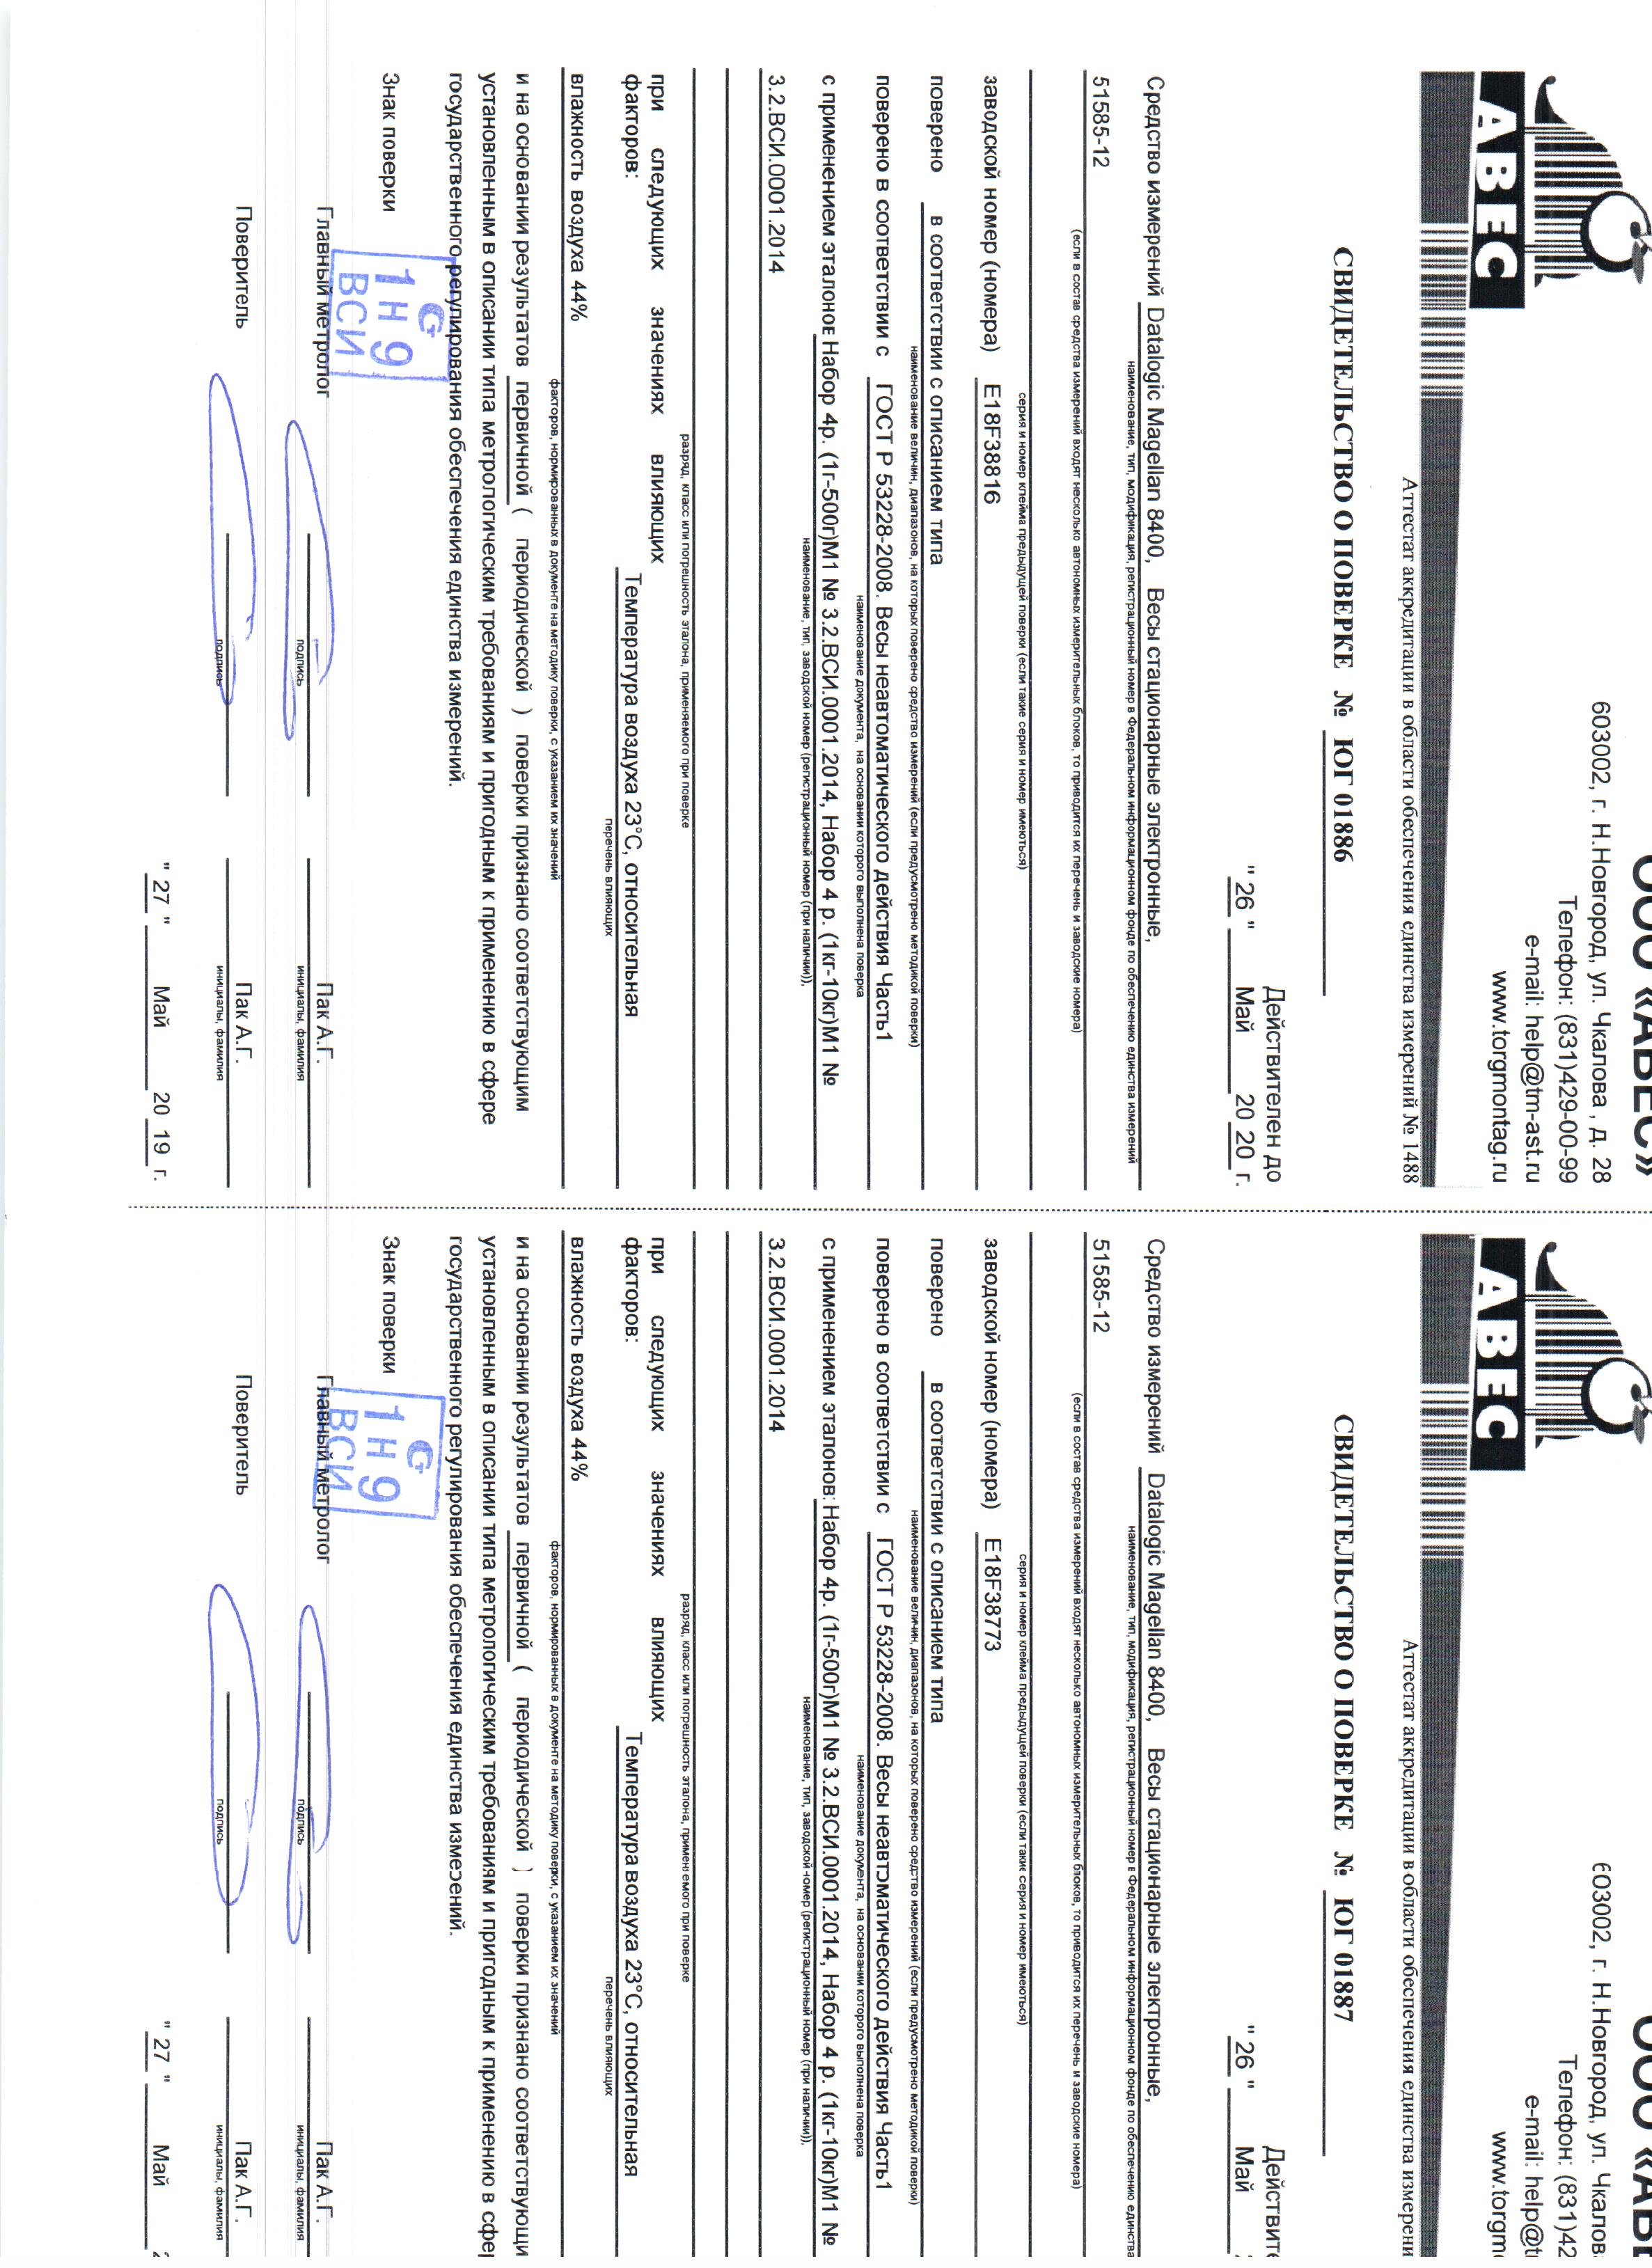 ООО «АВЕС»
АВЕС
603002, г. Н.Новгород, ул. Чкалова , д. 28
Телефон: (831)429-00-99
e-mail: help@tm-ast.ru
www.torgmontag.ru
Аттестат аккредитации в области обеспечения единства измерений № 1488
СВИДЕТЕЛЬСТВО О ПОВЕРКЕ № ЮГ 01886
Действителен до
" 26 " Май 20 20 г.
Средство измерений Datalogic Magellan 8400, Весы стационарные электронные,
наименование, тип, модификация, регистрационный номер в Федеральном информационном фонде по обеспечению единства измерений
51585-12
(если в состав средства измерений входят несколько автономных измерительных блоков, то приводится их перечень и заводские номера)
серия и номер клейма предыдущей поверки (если такие серия и номер имеються)
заводской номер (номера) E18F38816
поверено в соответствии с описанием типа
наименование величин, диапазонов, на которых поверено средство измерений (если предусмотрено методикой поверки)
поверено в соответствии с ГОСТ Р 53228-2008. Весы неавтоматического действия Часть1
наименование документа, на основании которого выполнена поверка
с применением эталонов Набор 4р. (1г-500г)М1 № 3.2.ВСИ.0001.2014, Набор 4 р. (1кг-10кг)М1 №
наименование, тип, заводской номер (регистрационный номер (при наличии)),
3.2.ВСИ.0001.2014
разряд, класс или погрешность эталона, применяемого при поверке
при следующих значениях влияющих
факторов: Температура воздуха 23°С, относительная
перечень влияющих
влажность воздуха 44%
факторов, нормированных в документе на методику поверки, с указанием их значений
и на основании результатов первичной ( периодической ) поверки признано соответствующим
установленным в описании типа метрологическим требованиям и пригодным к применению в сфере
государственного регулирования обеспечения единства измерений.
Знак поверки
1Н9
ВСИ
Главный метролог Пак А.Г.
подпись инициалы, фамилия
Поверитель Пак А.Г.
подпись инициалы, фамилия
" 27 " Май 20 19 г.
ООО «АВЕ
АВЕС
603002, г. Н.Новгород, ул. Чкалов
Телефон: (831)42
e-mail: help@t
www.torgm
Аттестат аккредитации в области обеспечения единства измерени
СВИДЕТЕЛЬСТВО О ПОВЕРКЕ № ЮГ 01887
Действите
" 26 " Май
Средство измерений Datalogic Magellan 8400, Весы стационарные электронные,
наименование, тип, модификация, регистрационный номер в Федеральном информационном фонде по обеспечению единства
51585-12
(если в состав средства измерений входят несколько автономных измерительных блоков, то приводится их перечень и заводские номера)
серия и номер клейма предыдущей поверки (если такие серия и номер имеються)
заводской номер (номера) E18F38773
поверено в соответствии с описанием типа
наименование величин, диапазонов, на которых поверено средство измерений (если предусмотрено методикой поверки)
поверено в соответствии с ГОСТ Р 53228-2008. Весы неавтоматического действия Часть1
наименование документа, на основании которого выполнена поверка
с применением эталонов: Набор 4р. (1г-500г)М1 № 3.2.ВСИ.0001.2014, Набор 4 р. (1кг-10кг)М1 №
наименование, тип, заводской номер (регистрационный номер (при наличии)),
3.2.ВСИ.0001.2014
разряд, класс или погрешность эталона, применяемого при поверке
при следующих значениях влияющих
факторов: Температура воздуха 23°С, относительная
перечень влияющих
влажность воздуха 44%
факторов, нормированных в документе на методику поверки, с указанием их значений
и на основании результатов первичной ( периодической ) поверки признано соответствующи
установленным в описании типа метрологическим требованиям и пригодным к применению в сфер
государственного регулирования обеспечения единства измерений.
Знак поверки
1Н9
ВСИ
Главный метролог Пак А.Г.
подпись инициалы, фамилия
Поверитель Пак А.Г.
подпись инициалы, фамилия
" 27 " Май 2